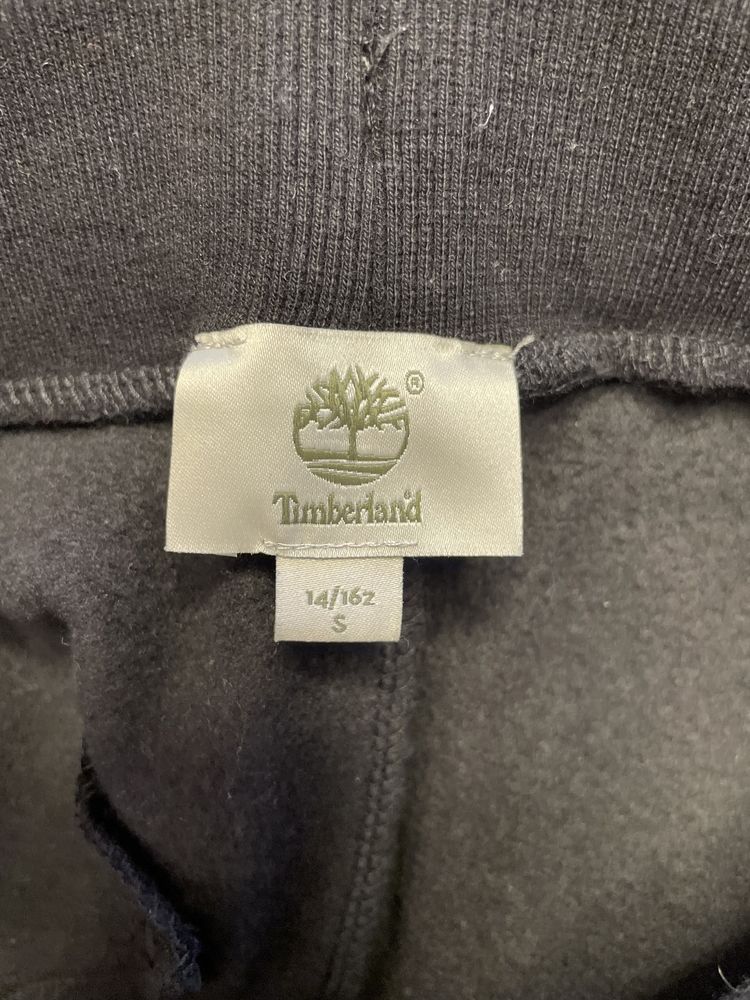 ®
Timberland
14/16z
S